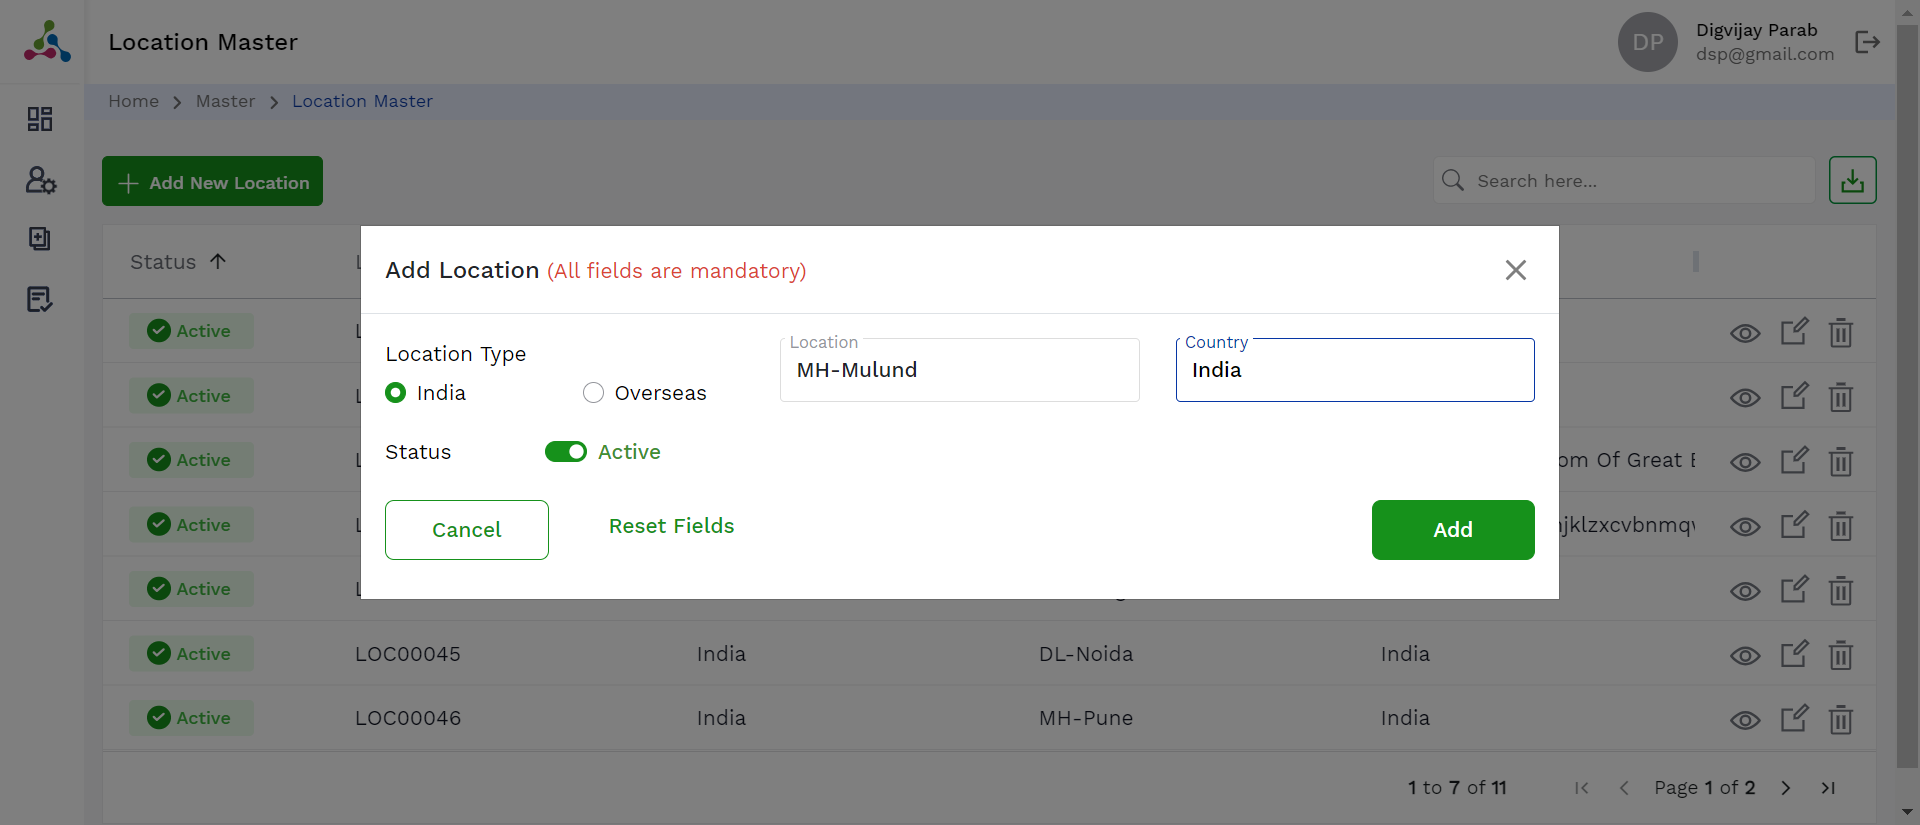 Location Master
DP
Digvijay Parab
dsp@gmail.com
Home > Master > Location Master
Add New Location
Search here...
Status
Add Location (All fields are mandatory)
Location Type
India
Overseas
Location
MH-Mulund
Country
India
Status
Active
Cancel
Reset Fields
Add
Active
Active
Active
om Of Great
Active
jklzxcvbnmq
Active
Active LOC00045 India DL-Noida India
Active LOC00046 India MH-Pune India
1 to 7 of 11
Page 1 of 2